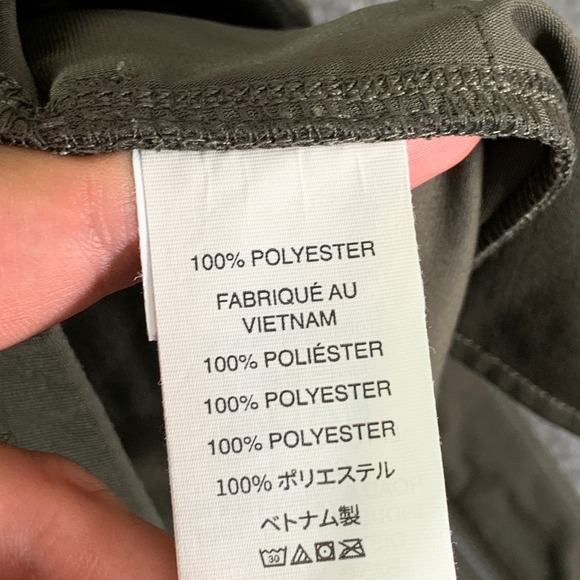 100% POLYESTER
FABRIQUÉ AU
VIETNAM
100% POLIÉSTER
100% POLYESTER
100% POLYESTER
100% ポリエステル
ベトナム製
30